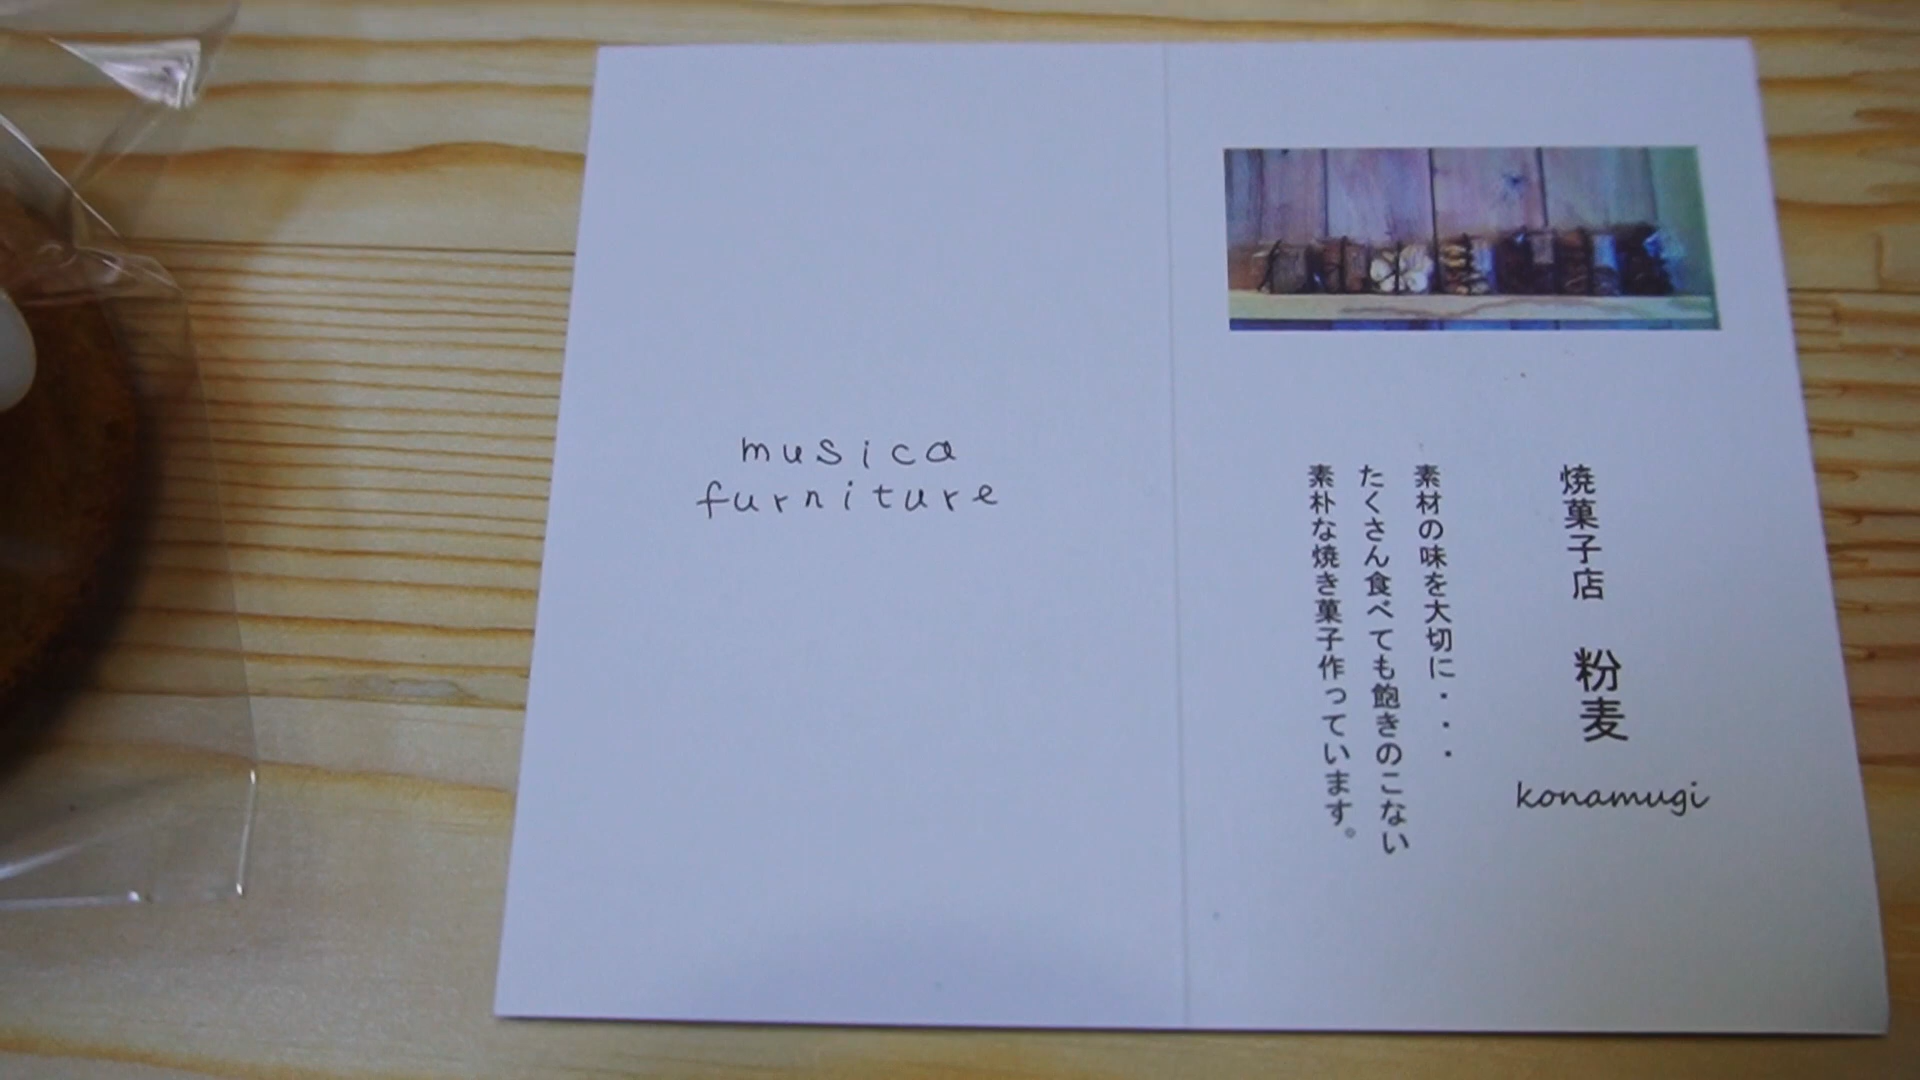 musica
furniture
焼菓子店 粉麦
konamugi
素材の味を大切に・・・
たくさん食べても飽きのこない
素朴な焼き菓子作っています。